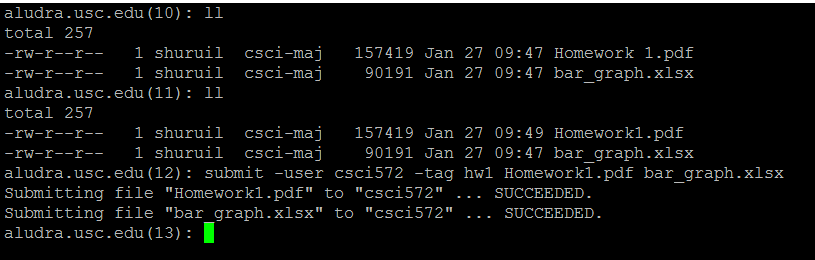 aludra.usc.edu(10): ll
total 257
-rw-r--r-- 1 shuruil csci-maj 157419 Jan 27 09:47 Homework 1.pdf
-rw-r--r-- 1 shuruil csci-maj 90191 Jan 27 09:47 bar_graph.xlsx
aludra.usc.edu(11): ll
total 257
-rw-r--r-- 1 shuruil csci-maj 157419 Jan 27 09:49 Homework1.pdf
-rw-r--r-- 1 shuruil csci-maj 90191 Jan 27 09:47 bar_graph.xlsx
aludra.usc.edu(12): submit -user csci572 -tag hw1 Homework1.pdf bar_graph.xlsx
Submitting file "Homework1.pdf" to "csci572" ... SUCCEEDED.
Submitting file "bar_graph.xlsx" to "csci572" ... SUCCEEDED.
aludra.usc.edu(13):